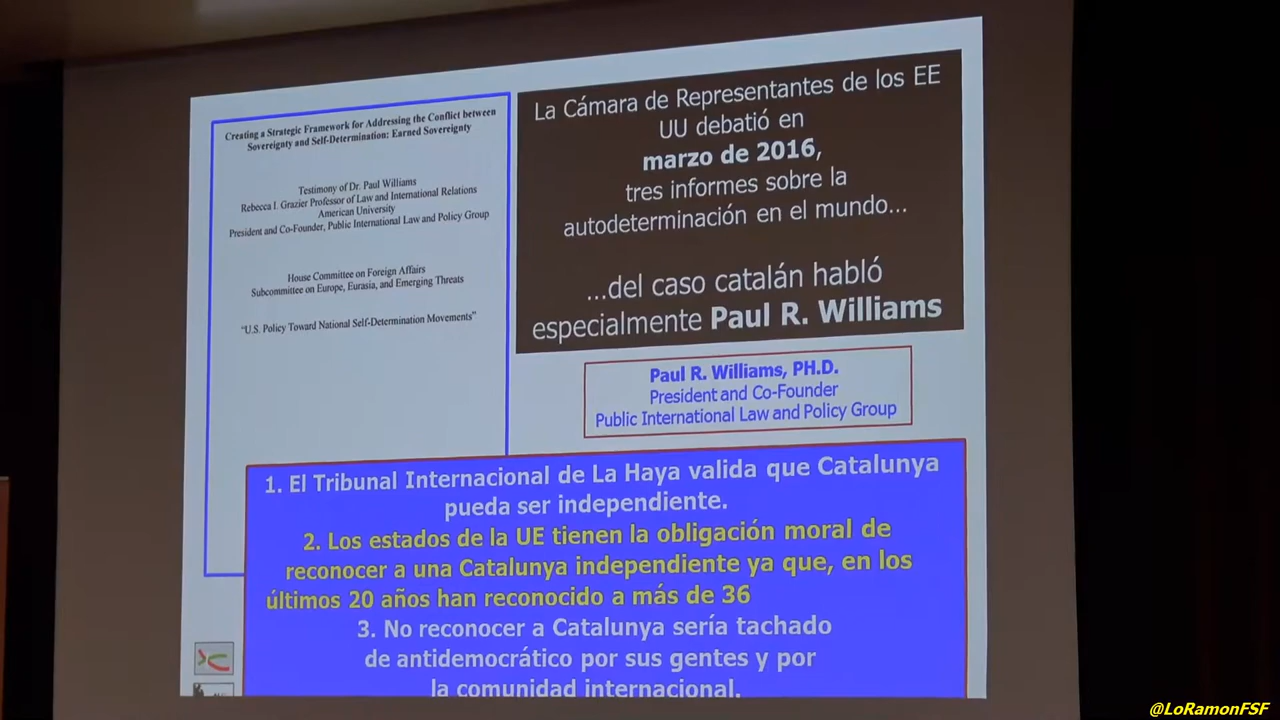 Creating a Strategic Framework for Addressing the Conflict between
Sovereignty and Self-Determination: Earned Sovereignty
Testimony of Dr. Paul Williams
Rebecca I. Grazier Professor of Law and International Relations
American University
President and Co-Founder, Public International Law and Policy Group
House Committee on Foreign Affairs
Subcommittee on Europe, Eurasia, and Emerging Threats
“U.S. Policy Toward National Self-Determination Movements”
La Cámara de Representantes de los EE
UU debatió en
marzo de 2016,
tres informes sobre la
autodeterminación en el mundo...
...del caso catalán habló
especialmente Paul R. Williams
Paul R. Williams, PH.D.
President and Co-Founder
Public International Law and Policy Group
1. El Tribunal Internacional de La Haya valida que Catalunya
pueda ser independiente.
2. Los estados de la UE tienen la obligación moral de
reconocer a una Catalunya independiente ya que, en los
últimos 20 años han reconocido a más de 36
3. No reconocer a Catalunya sería tachado
de antidemocrático por sus gentes y por
la comunidad internacional.
@LoRamonFSF